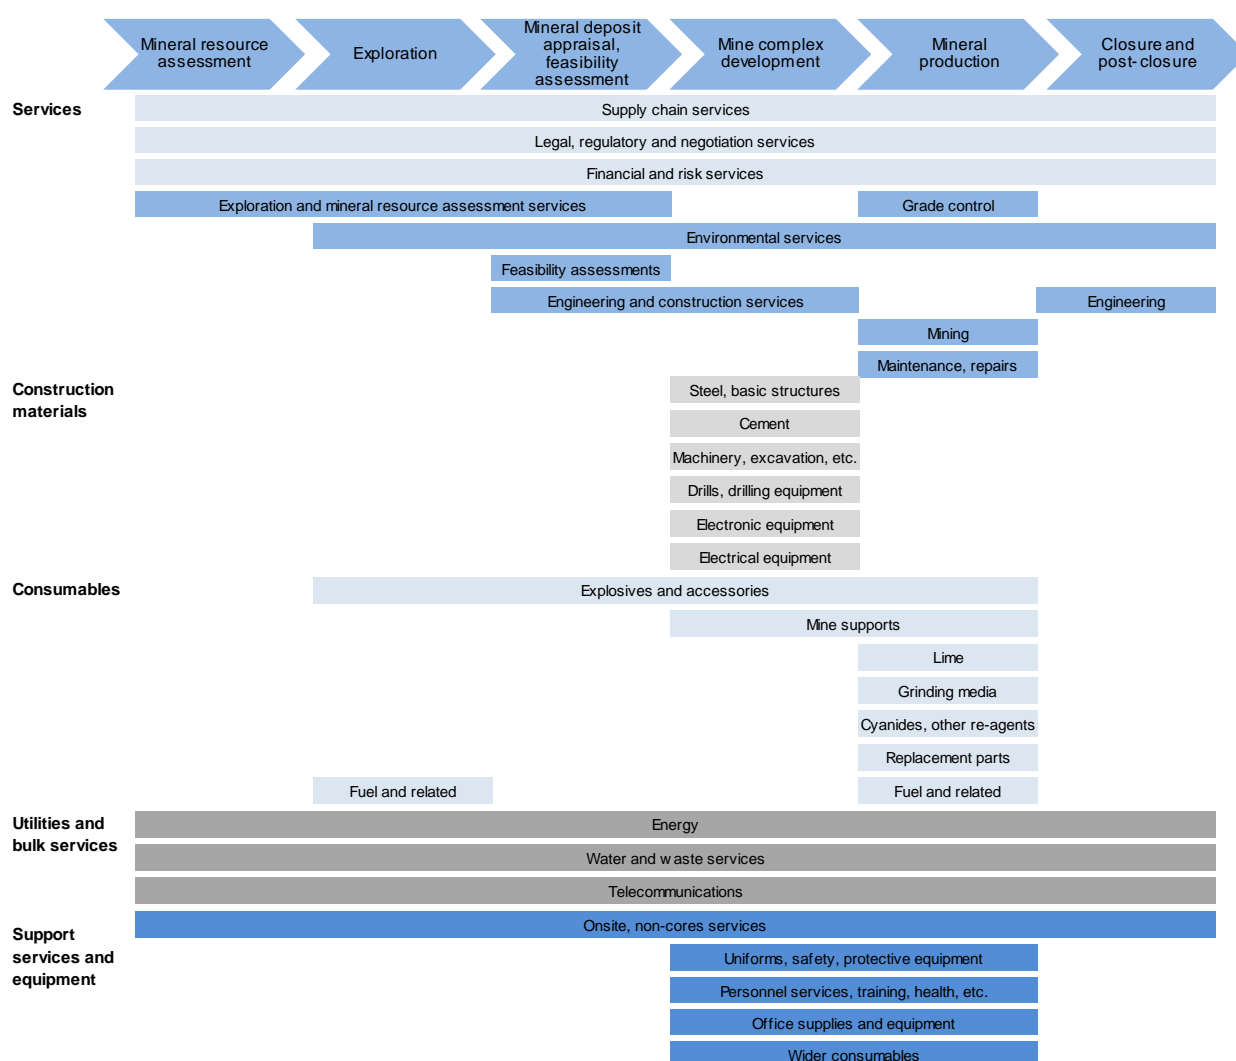 Mineral resource
assessment
Exploration
Mineral deposit
appraisal,
feasibility
assessment
Mine complex
development
Mineral
production
Closure and
post-closure
Services
Supply chain services
Legal, regulatory and negotiation services
Financial and risk services
Exploration and mineral resource assessment services
Grade control
Environmental services
Feasibility assessments
Engineering and construction services
Engineering
Mining
Maintenance, repairs
Construction
materials
Steel, basic structures
Cement
Machinery, excavation, etc.
Drills, drilling equipment
Electronic equipment
Electrical equipment
Consumables
Explosives and accessories
Mine supports
Lime
Grinding media
Cyanides, other re-agents
Replacement parts
Fuel and related
Fuel and related
Utilities and
bulk services
Energy
Water and waste services
Telecommunications
Support
services and
equipment
Onsite, non-cores services
Uniforms, safety, protective equipment
Personnel services, training, health, etc.
Office supplies and equipment
Wider consumables